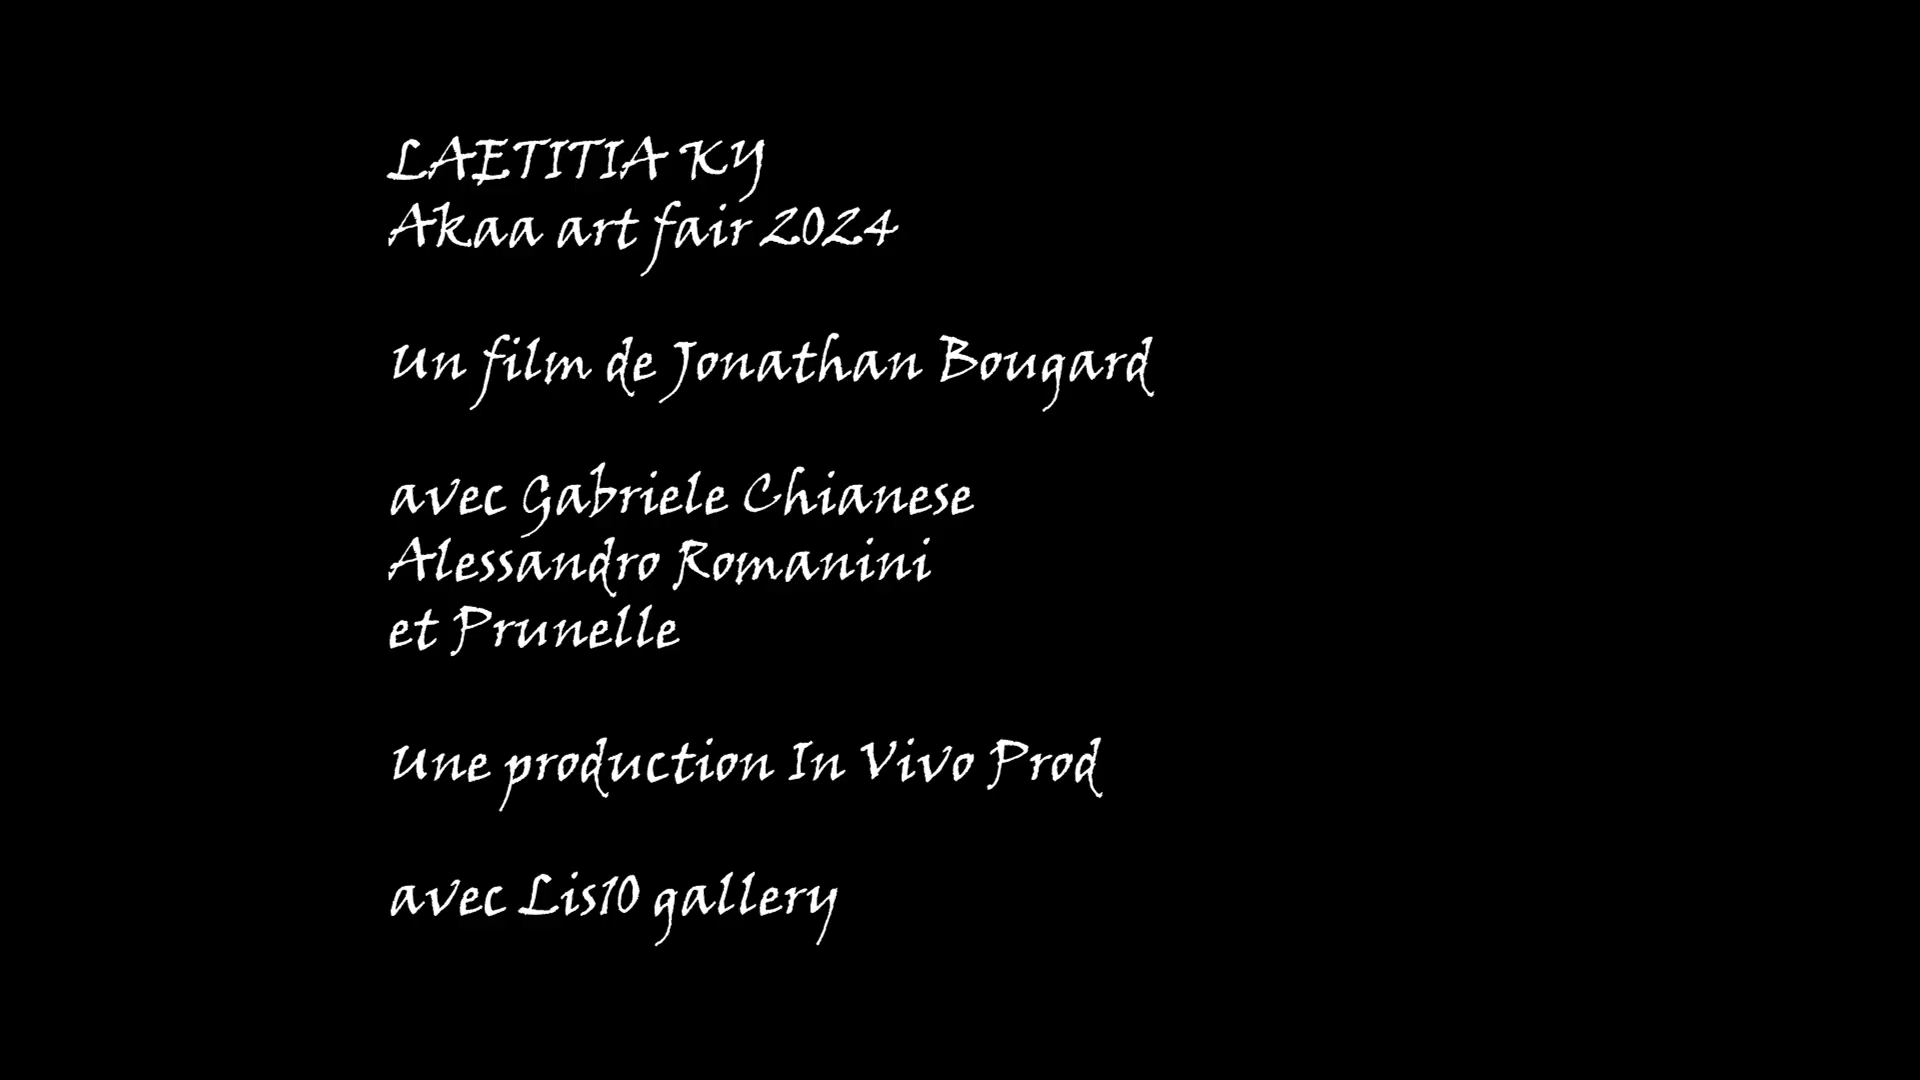 LAETITIA KY
Akaa art fair 2024
Un film de Jonathan Bougard
avec Gabriele Chianese
Alessandro Romanini
et Prunelle
Une production In Vivo Prod
avec Lis10 gallery